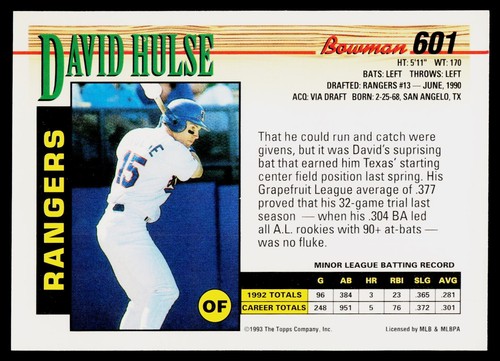 DAVID HULSE
Bowman 601
HT: 5'11" WT: 170
BATS: LEFT THROWS: LEFT
DRAFTED: RANGERS #13 — JUNE, 1990
ACQ: VIA DRAFT BORN: 2-25-68, SAN ANGELO, TX
RANGERS
15
OF
That he could run and catch were
givens, but it was David's suprising
bat that earned him Texas' starting
center field position last spring. His
Grapefruit League average of .377
proved that his 32-game trial last
season — when his .304 BA led
all A.L. rookies with 90+ at-bats —
was no fluke.
MINOR LEAGUE BATTING RECORD
G AB HR RBI SLG AVG
1992 TOTALS 96 384 3 23 .365 .281
CAREER TOTALS 248 951 5 76 .372 .301
©1993 The Topps Company, Inc. Licensed by MLB & MLBPA